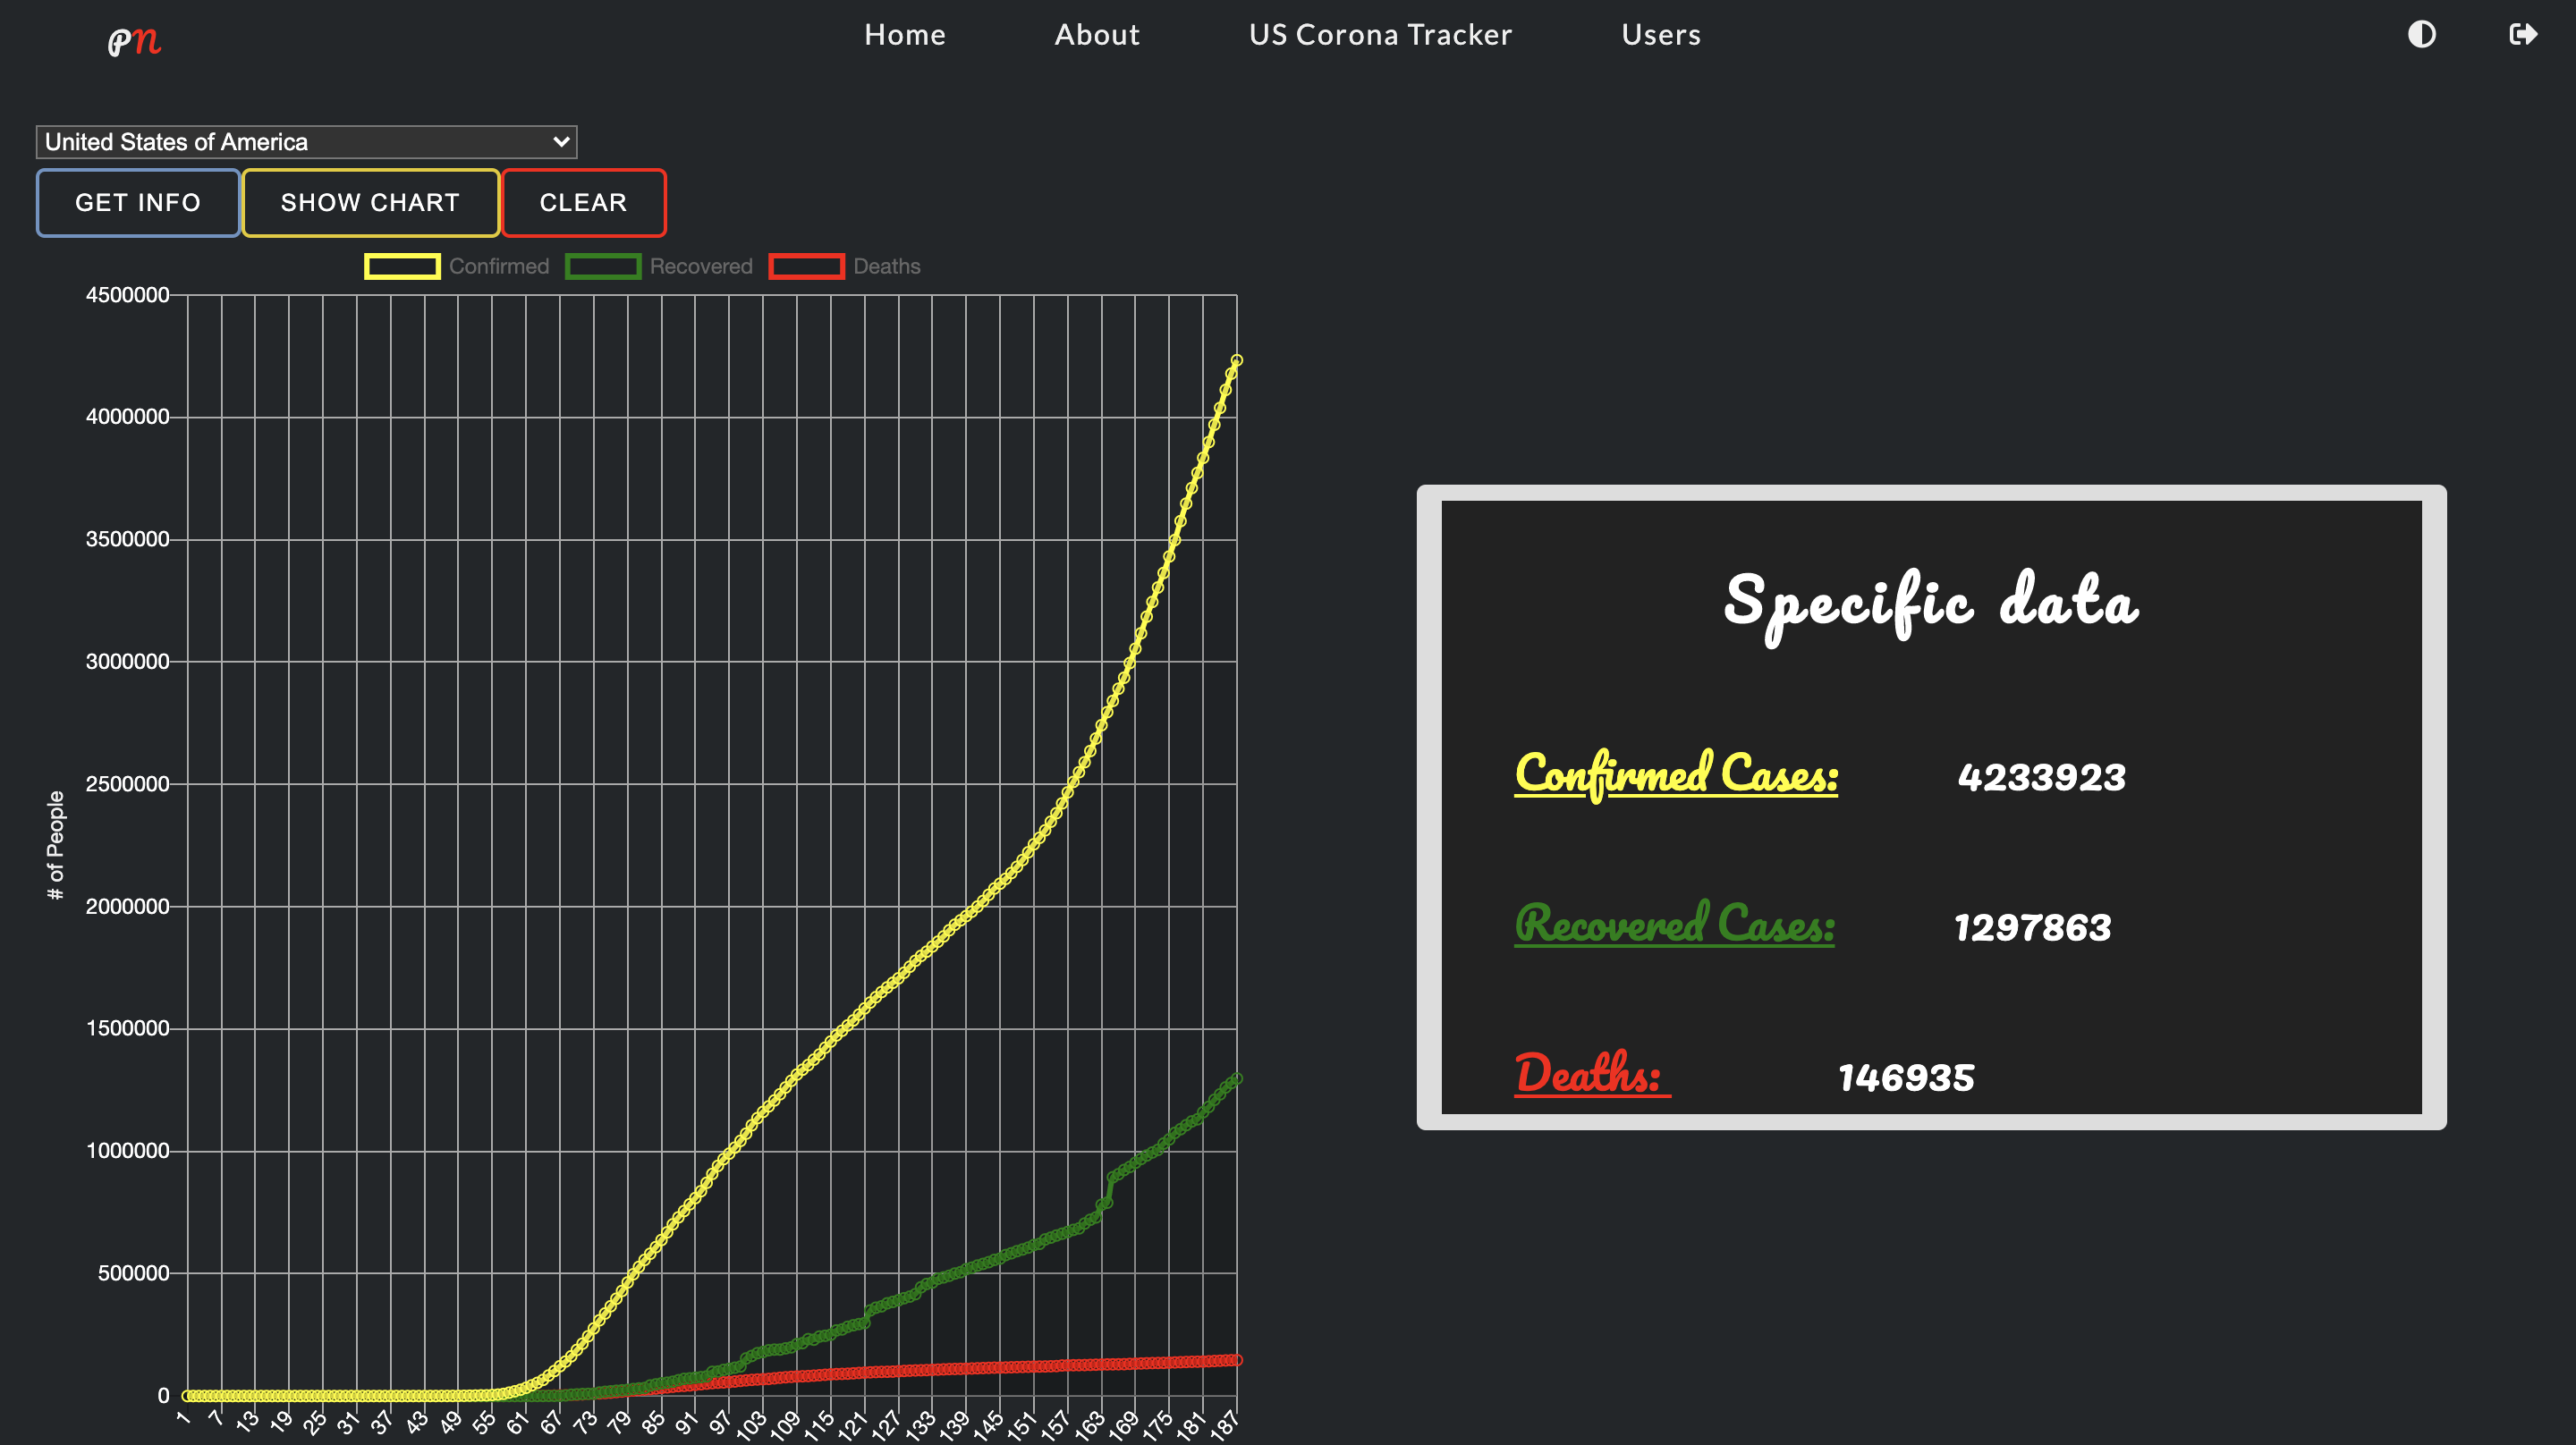 pn
Home About US Corona Tracker Users
United States of America
GET INFO SHOW CHART CLEAR
Confirmed Recovered Deaths
4500000
4000000
3500000
3000000
2500000
2000000
1500000
1000000
500000
0
# of People
1 7 13 19 25 31 37 43 49 55 61 67 73 79 85 91 97 103 109 115 121 127 133 139 145 151 157 163 169 175 181 187
Specific data
Confirmed Cases: 4233923
Recovered Cases: 1297863
Deaths: 146935